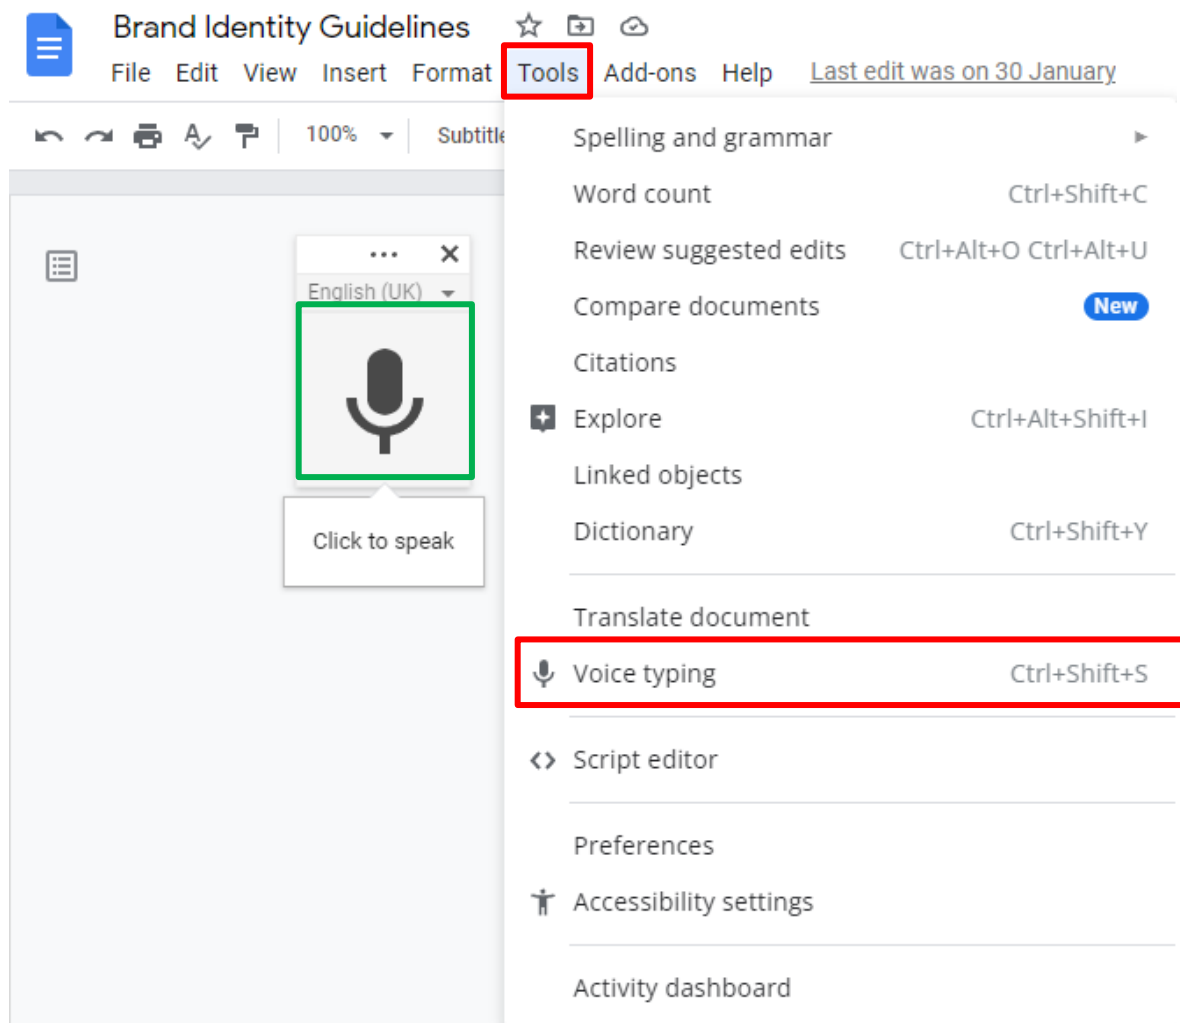 Brand Identity Guidelines
File Edit View Insert Format Tools Add-ons Help Last edit was on 30 January
100% Subtitle
Spelling and grammar
Word count Ctrl+Shift+C
Review suggested edits Ctrl+Alt+O Ctrl+Alt+U
Compare documents New
Citations
Explore Ctrl+Alt+Shift+I
Linked objects
Dictionary Ctrl+Shift+Y
Translate document
Voice typing Ctrl+Shift+S
Script editor
Preferences
Accessibility settings
Activity dashboard
English (UK)
Click to speak